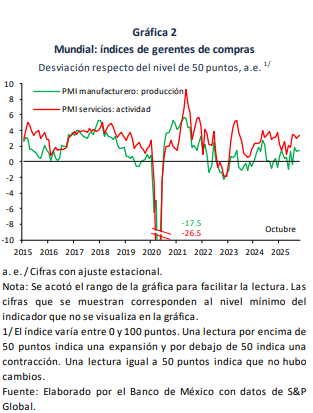 Gráfica 2
Mundial: índices de gerentes de compras
Desviación respecto del nivel de 50 puntos, a.e. 1/
PMI manufacturero: producción
PMI servicios: actividad
10
8
6
4
2
0
-2
-4
-6
-8
-10
-17.5
-26.5
Octubre
2015 2016 2017 2018 2019 2020 2021 2022 2023 2024 2025
a. e./ Cifras con ajuste estacional.
Nota: Se acotó el rango de la gráfica para facilitar la lectura. Las
cifras que se muestran corresponden al nivel mínimo del
indicador que no se visualiza en la gráfica.
1/ El índice varía entre 0 y 100 puntos. Una lectura por encima de
50 puntos indica una expansión y por debajo de 50 indica una
contracción. Una lectura igual a 50 puntos indica que no hubo
cambios.
Fuente: Elaborado por el Banco de México con datos de S&P
Global.